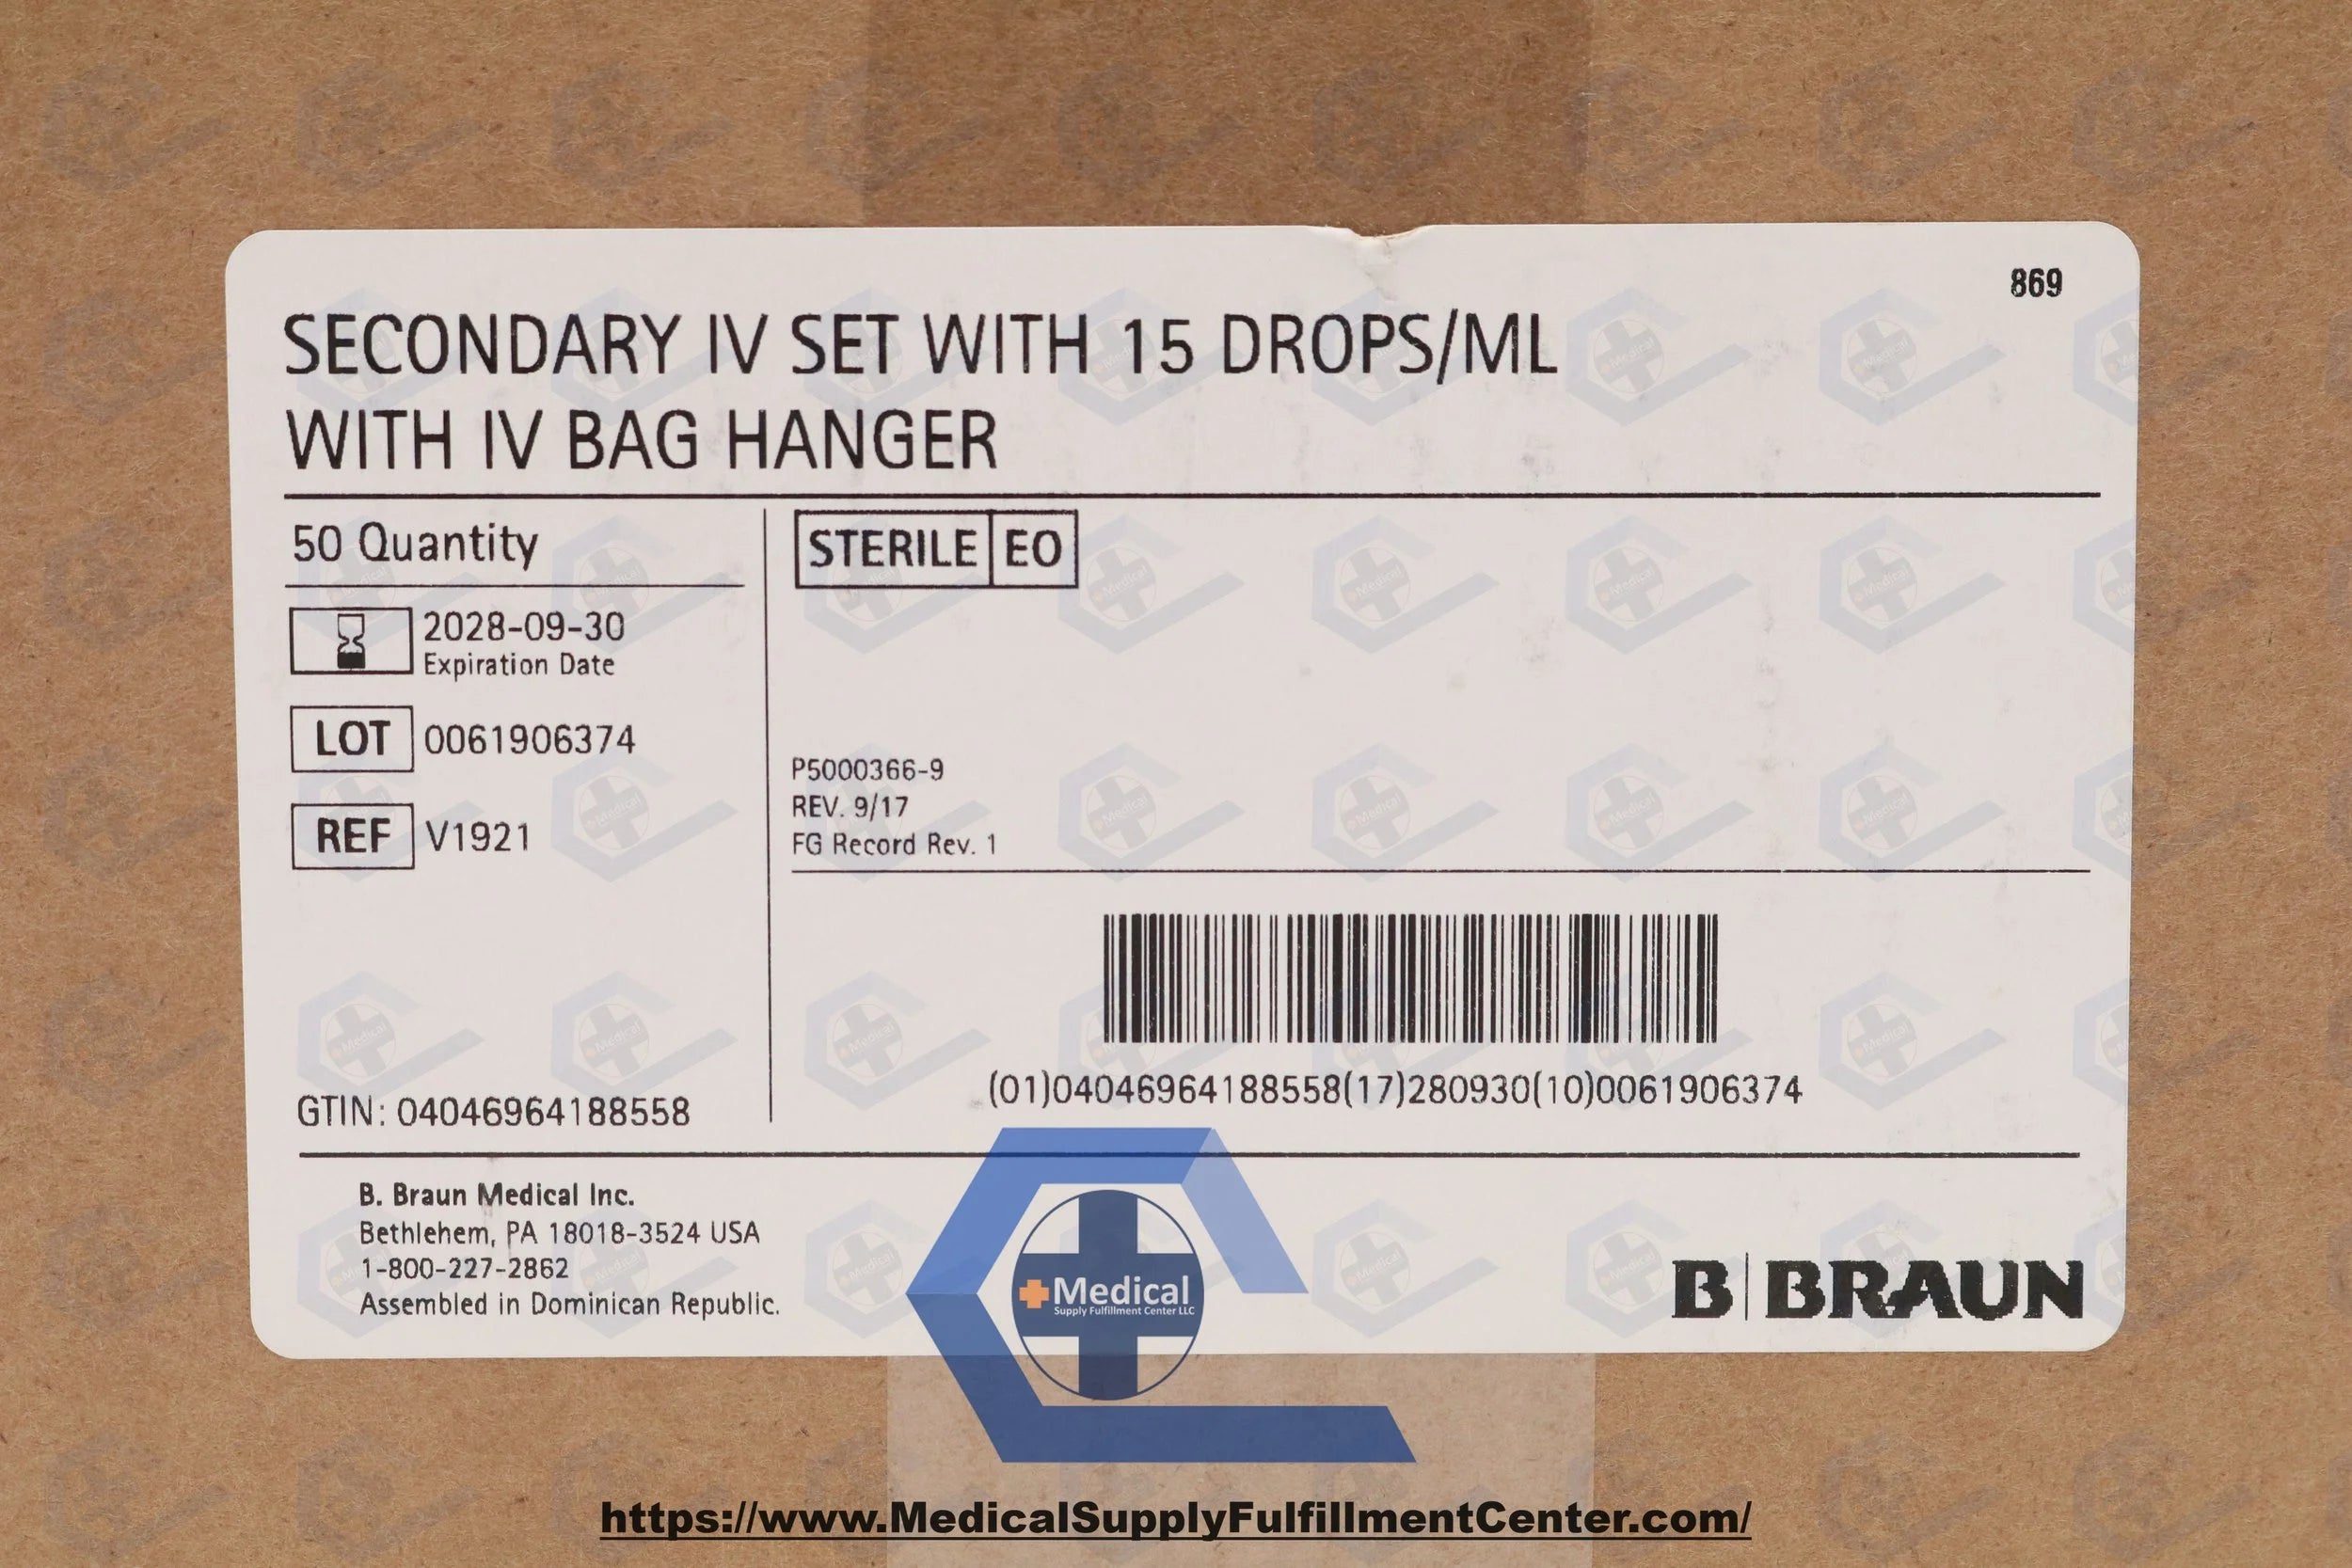 869
SECONDARY IV SET WITH 15 DROPS/ML
WITH IV BAG HANGER
50 Quantity
STERILE EO
2028-09-30
Expiration Date
LOT 0061906374
REF V1921
P5000366-9
REV. 9/17
FG Record Rev. 1
GTIN: 04046964188558
(01)04046964188558(17)280930(10)0061906374
B. Braun Medical Inc.
Bethlehem, PA 18018-3524 USA
1-800-227-2862
Assembled in Dominican Republic.
B BRAUN
Medical
Supply Fulfillment Center LLC
https://www.MedicalSupplyFulfillmentCenter.com/